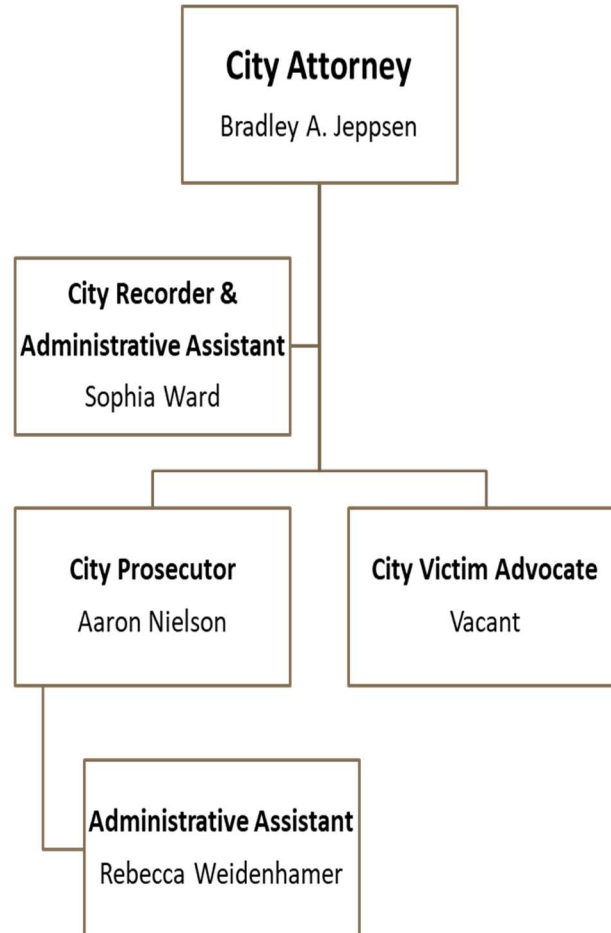 City Attorney
Bradley A. Jeppsen
City Recorder &
Administrative Assistant
Sophia Ward
City Prosecutor
Aaron Nielson
City Victim Advocate
Vacant
Administrative Assistant
Rebecca Weidenhamer